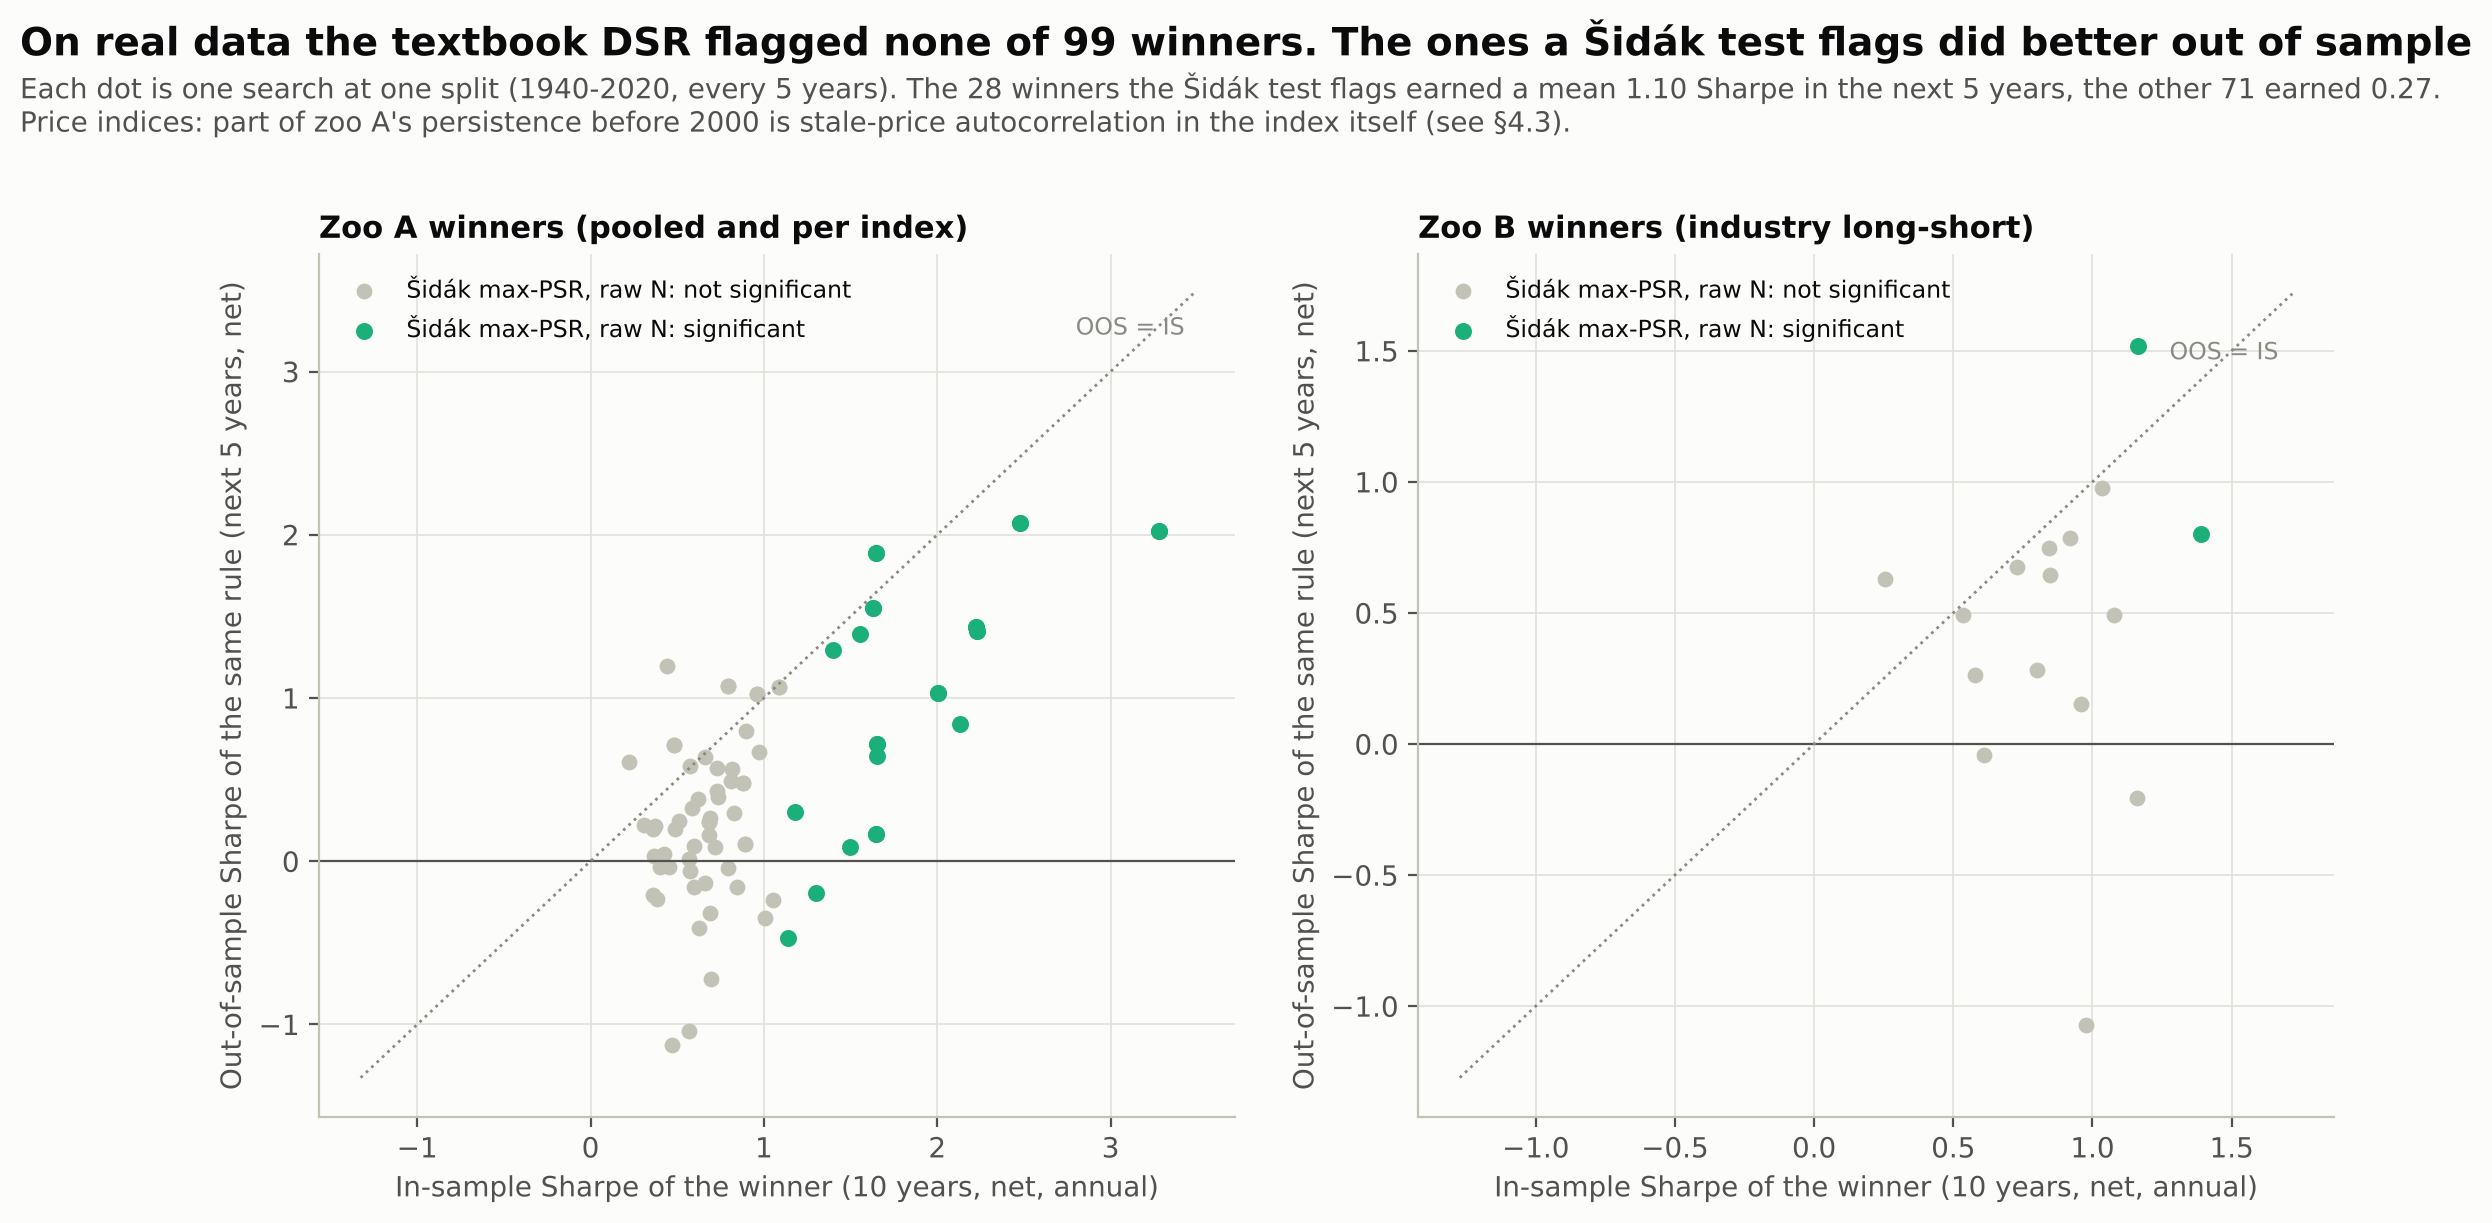 On real data the textbook DSR flagged none of 99 winners. The ones a Šidák test flags did better out of sample
Each dot is one search at one split (1940-2020, every 5 years). The 28 winners the Šidák test flags earned a mean 1.10 Sharpe in the next 5 years, the other 71 earned 0.27.
Price indices: part of zoo A's persistence before 2000 is stale-price autocorrelation in the index itself (see §4.3).
Zoo A winners (pooled and per index)
Šidák max-PSR, raw N: not significant
Šidák max-PSR, raw N: significant
OOS = IS
Out-of-sample Sharpe of the same rule (next 5 years, net)
3
2
1
0
−1
−1
0
1
2
3
In-sample Sharpe of the winner (10 years, net, annual)
Zoo B winners (industry long-short)
Šidák max-PSR, raw N: not significant
Šidák max-PSR, raw N: significant
OOS = IS
Out-of-sample Sharpe of the same rule (next 5 years, net)
1.5
1.0
0.5
0.0
−0.5
−1.0
−1.0
−0.5
0.0
0.5
1.0
1.5
In-sample Sharpe of the winner (10 years, net, annual)